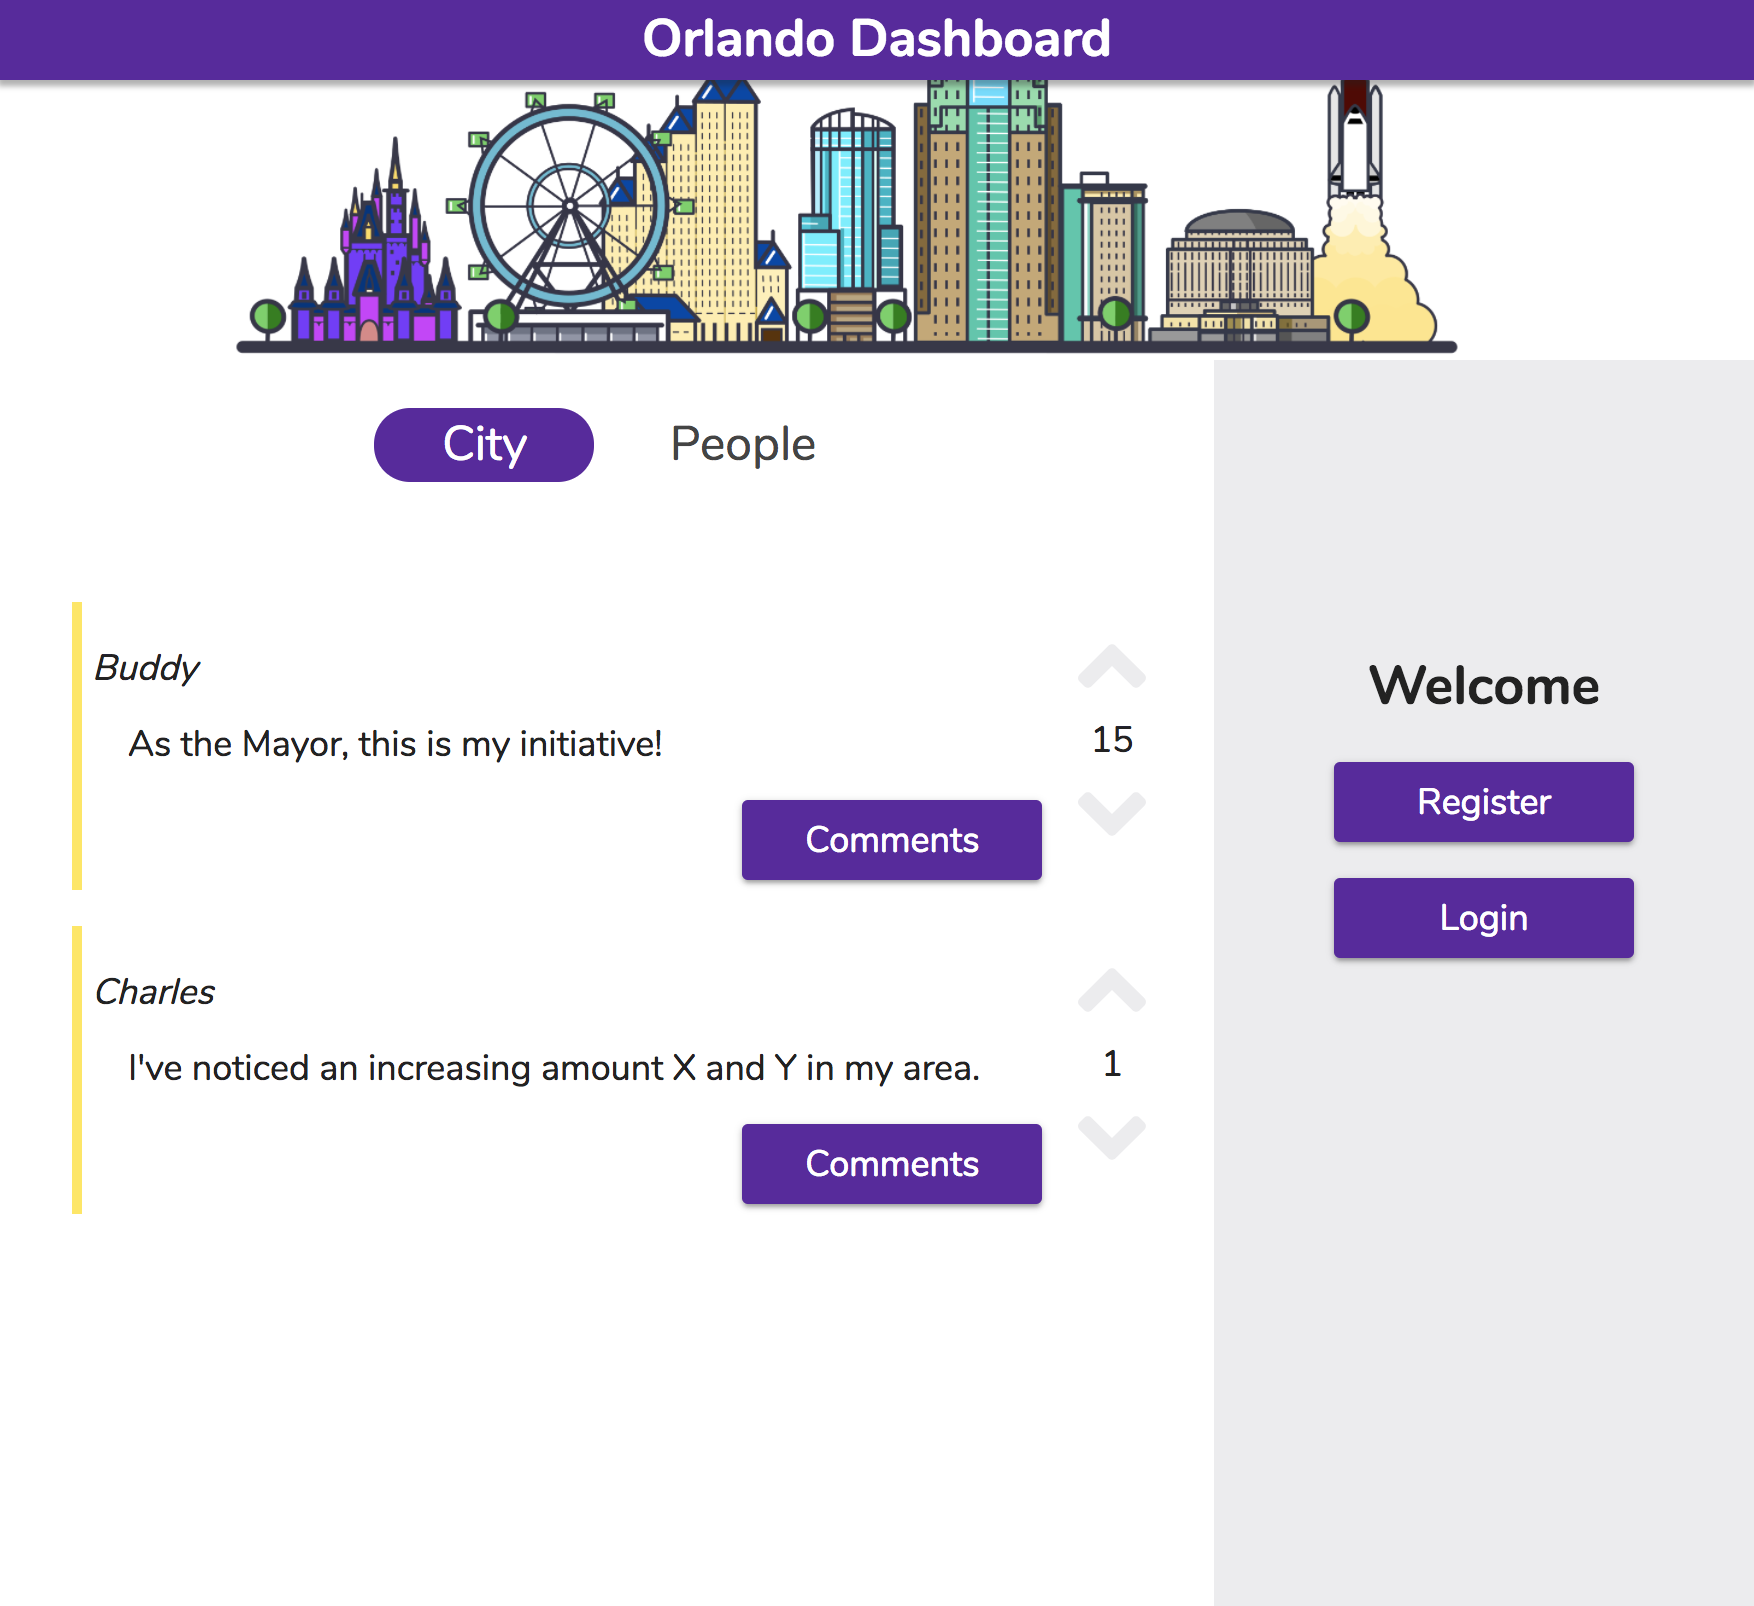 Orlando Dashboard
City
People
Buddy
As the Mayor, this is my initiative!
15
Comments
Charles
I've noticed an increasing amount X and Y in my area.
1
Comments
Welcome
Register
Login